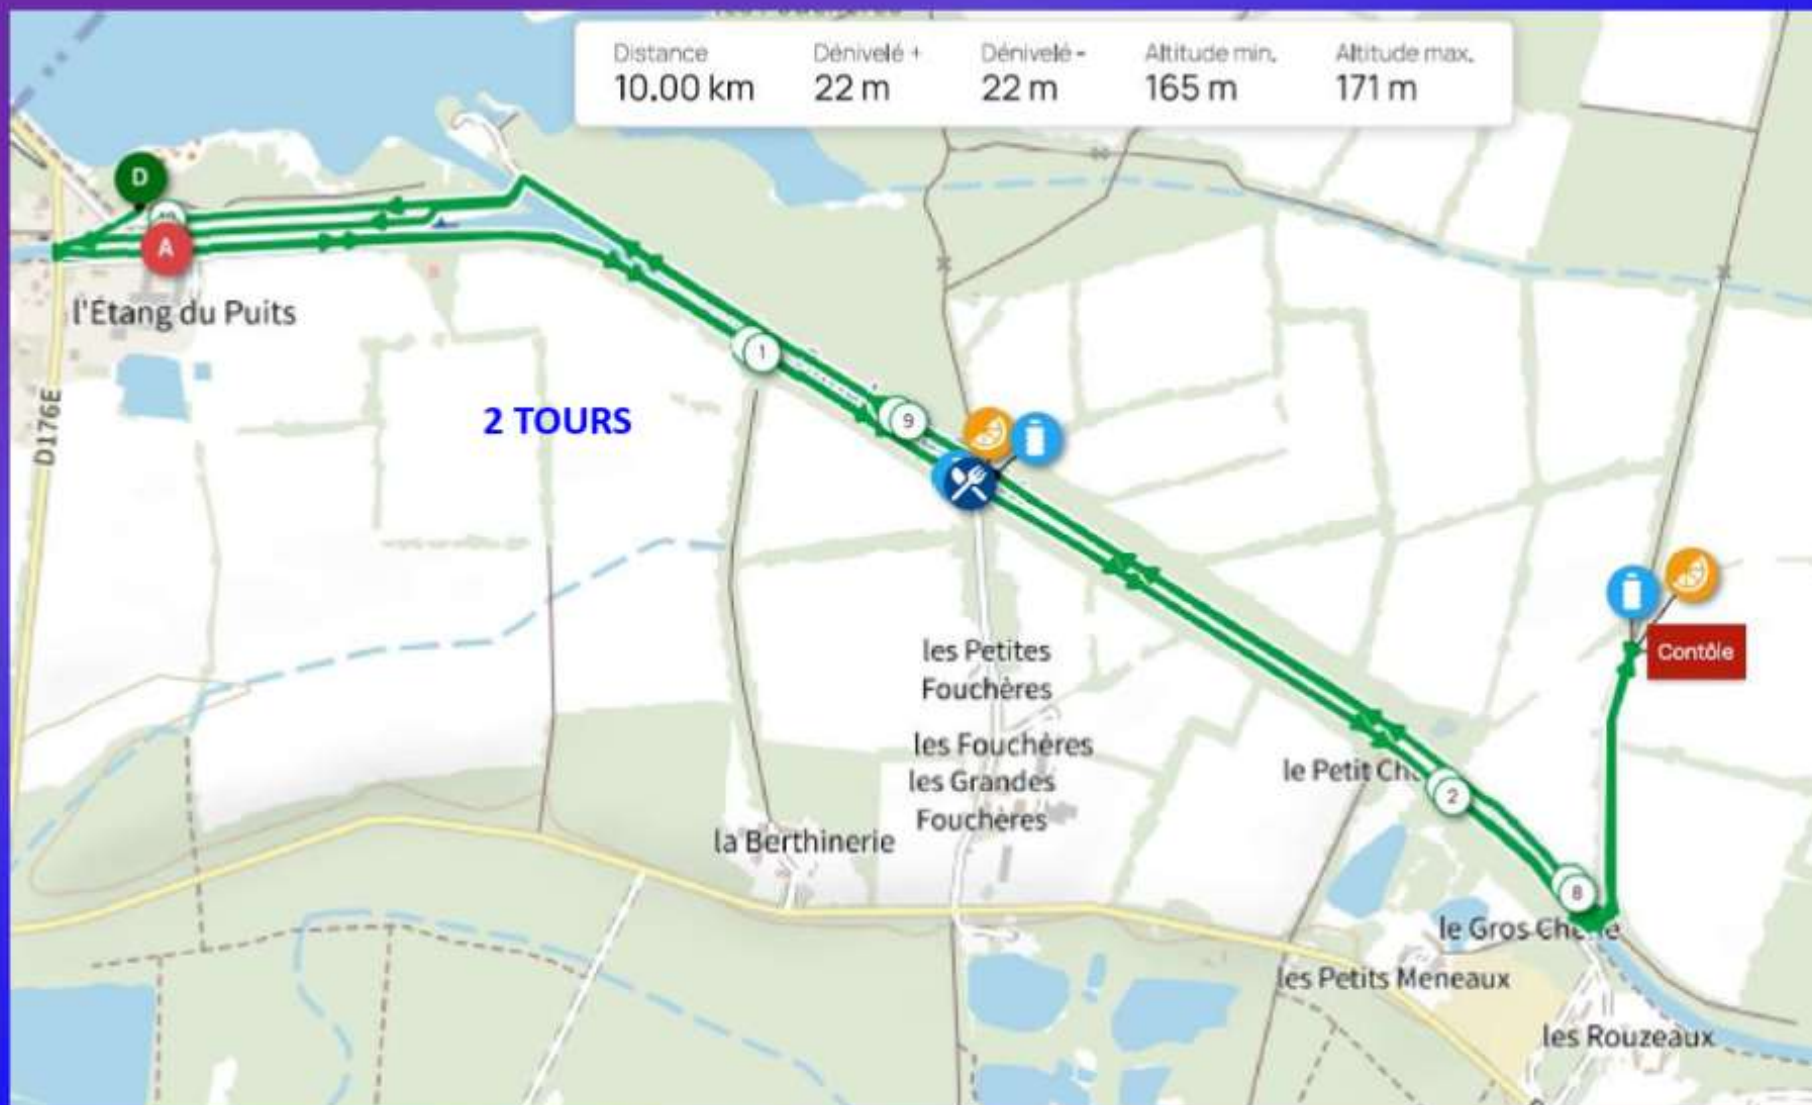 Distance
10.00 km
Dénivelé +
22 m
Dénivelé -
22 m
Altitude min.
165 m
Altitude max.
171 m
D
A
l'Étang du Puits
1
D176E
2 TOURS
9
Contôle
les Petites
Fouchères
les Fouchères
les Grandes
Fouchères
le Petit
2
la Berthinerie
8
le Gros
les Petits Meneaux
les Rouzeaux